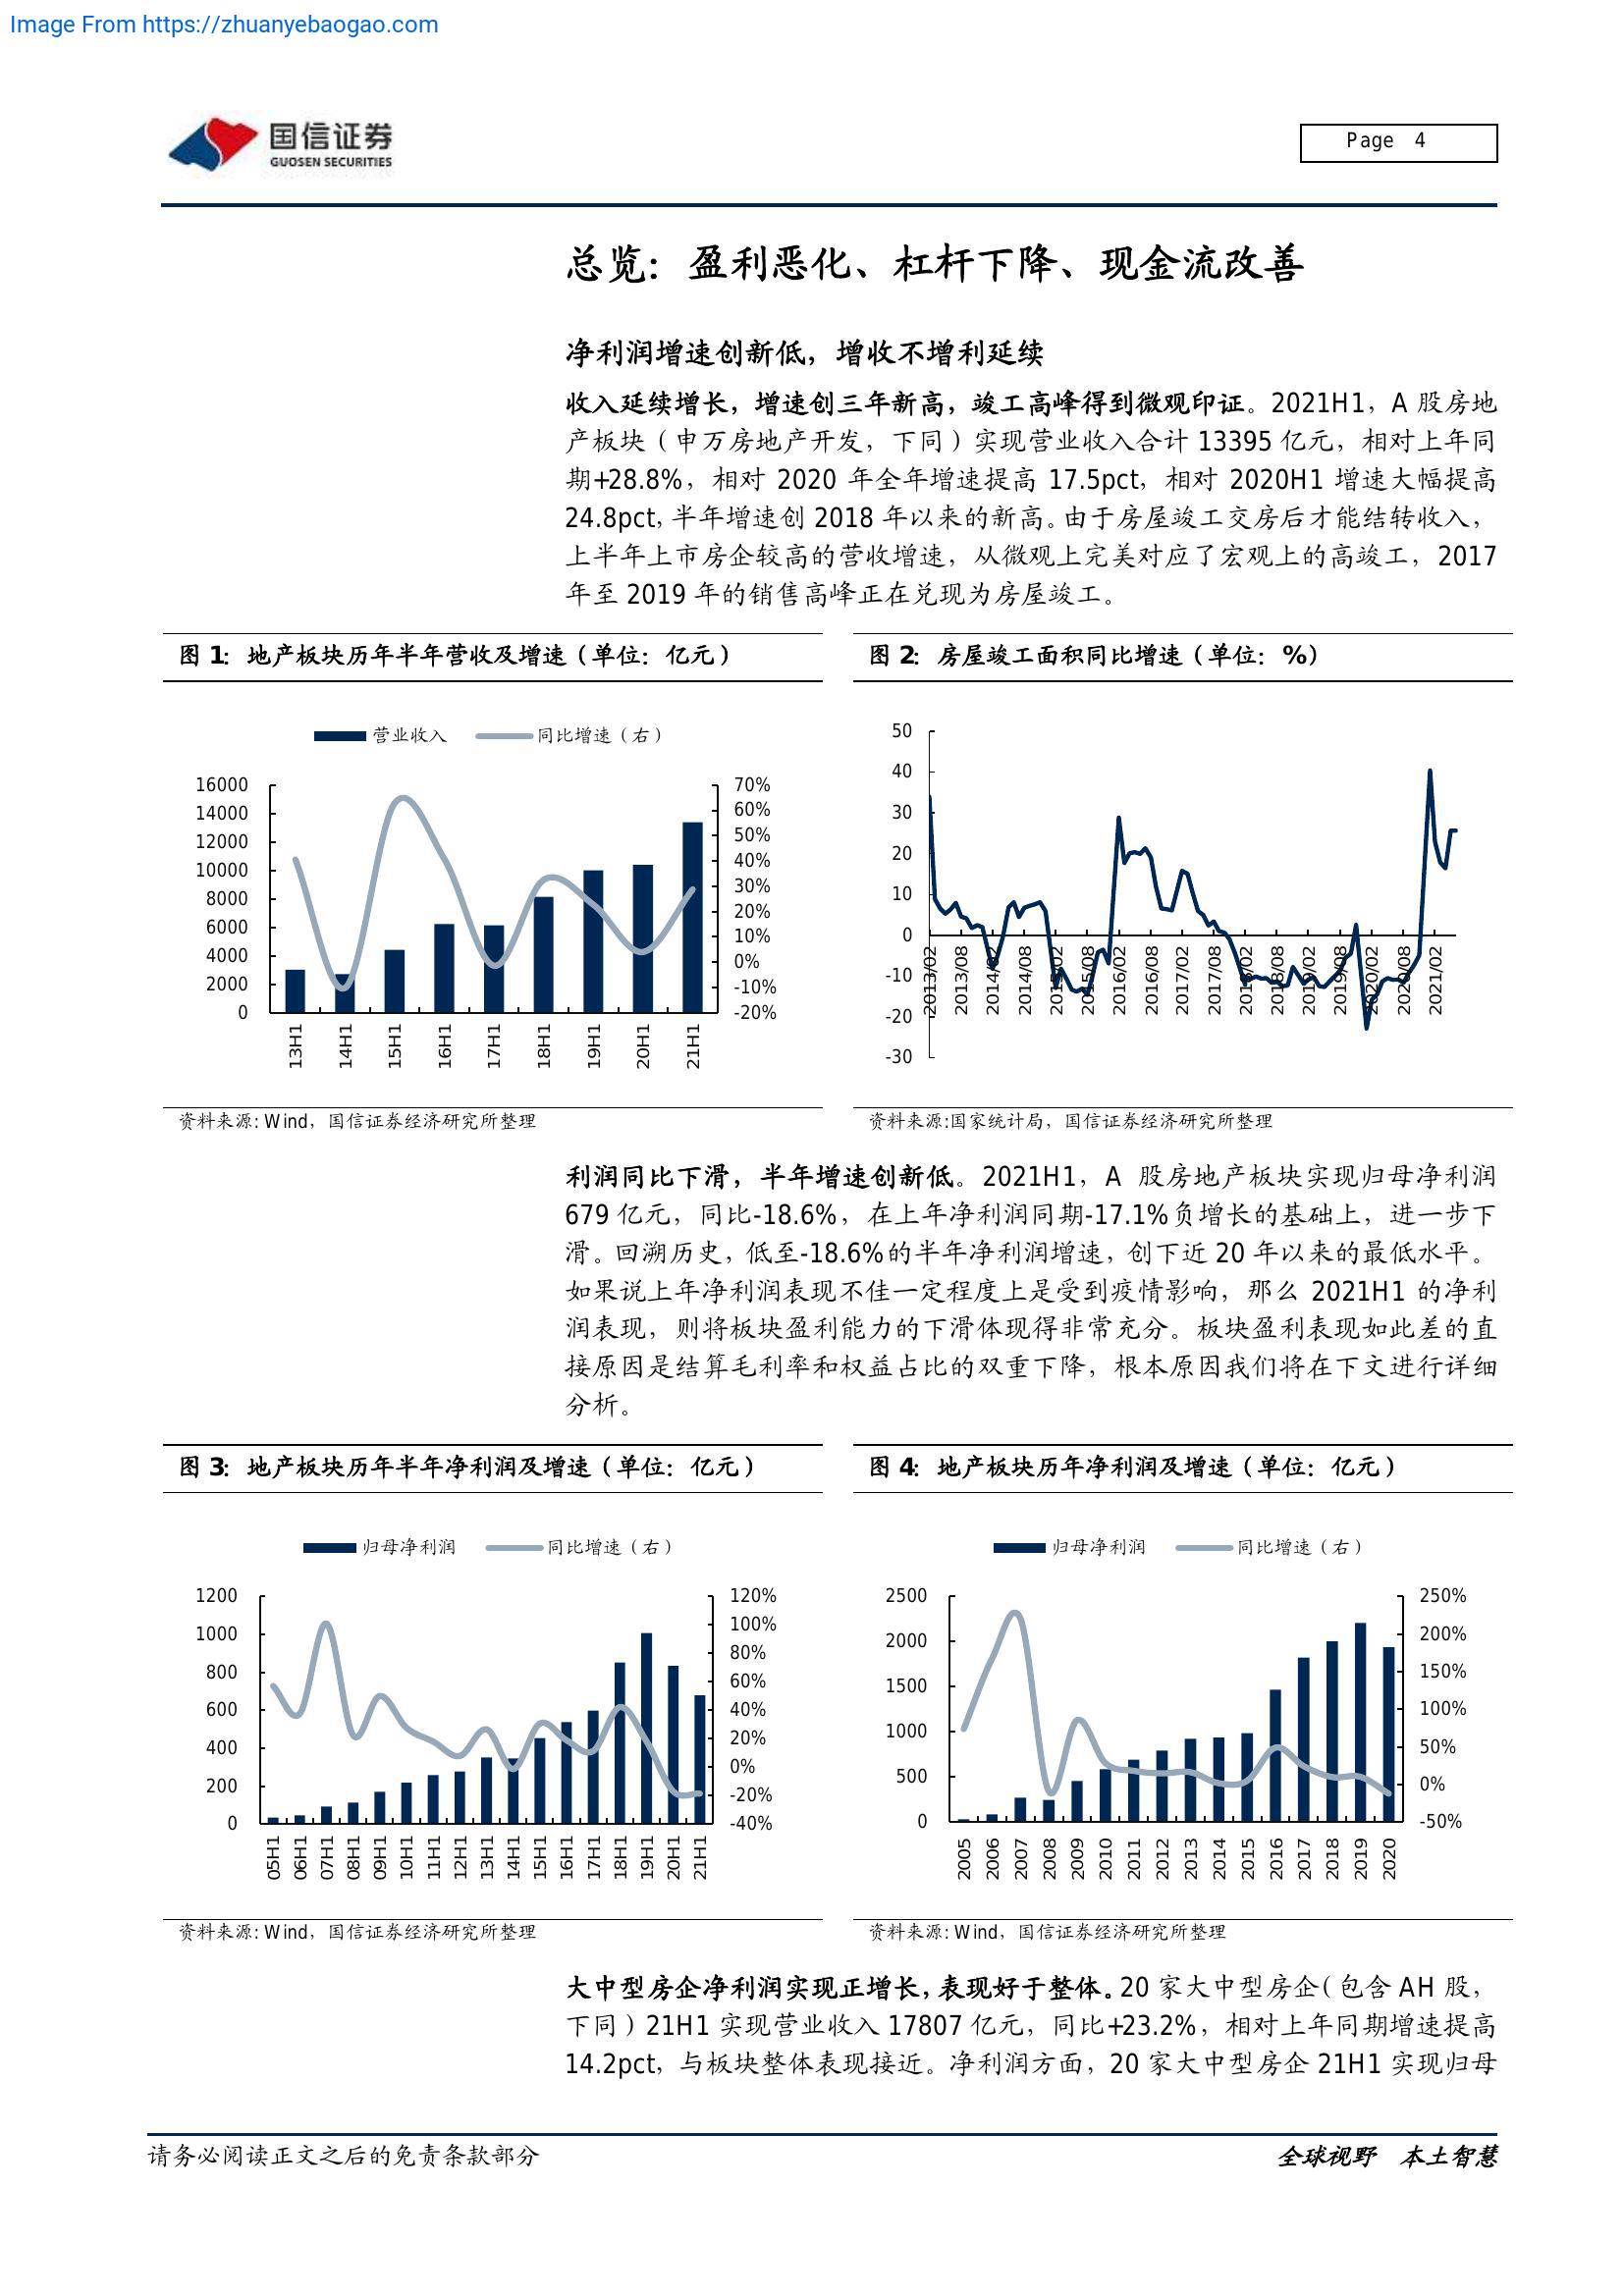 Image From https://zhuanyebaogao.com
国信证券
GUOSEN SECURITIES
Page 4
总览：盈利恶化、杠杆下降、现金流改善
净利润增速创新低，增收不增利延续
收入延续增长，增速创三年新高，竣工高峰得到微观印证。2021H1，A 股房地
产板块（申万房地产开发，下同）实现营业收入合计 13395 亿元，相对上年同
期+28.8%，相对 2020 年全年增速提高 17.5pct，相对 2020H1 增速大幅提高
24.8pct，半年增速创 2018 年以来的新高。由于房屋竣工交房后才能结转收入，
上半年上市房企较高的营收增速，从微观上完美对应了宏观上的高竣工，2017
年至 2019 年的销售高峰正在兑现为房屋竣工。
图 1：地产板块历年半年营收及增速（单位：亿元）
营业收入 同比增速（右）
16000
14000
12000
10000
8000
6000
4000
2000
0
70%
60%
50%
40%
30%
20%
10%
0%
-10%
-20%
13H1 14H1 15H1 16H1 17H1 18H1 19H1 20H1 21H1
资料来源：Wind，国信证券经济研究所整理
图 2：房屋竣工面积同比增速（单位：%）
50
40
30
20
10
0
-10
-20
-30
2013/02 2013/08 2014/02 2014/08 2015/02 2015/08 2016/02 2016/08 2017/02 2017/08 2018/02 2018/08 2019/02 2019/08 2020/02 2020/08 2021/02
资料来源:国家统计局，国信证券经济研究所整理
利润同比下滑，半年增速创新低。2021H1，A 股房地产板块实现归母净利润
679 亿元，同比-18.6%，在上年净利润同期-17.1%负增长的基础上，进一步下
滑。回溯历史，低至-18.6%的半年净利润增速，创下近 20 年以来的最低水平。
如果说上年净利润表现不佳一定程度上是受到疫情影响，那么 2021H1 的净利
润表现，则将板块盈利能力的下滑体现得非常充分。板块盈利表现如此差的直
接原因是结算毛利率和权益占比的双重下降，根本原因我们将在下文进行详细
分析。
图 3：地产板块历年半年净利润及增速（单位：亿元）
归母净利润 同比增速（右）
1200
1000
800
600
400
200
0
120%
100%
80%
60%
40%
20%
0%
-20%
-40%
05H1 06H1 07H1 08H1 09H1 10H1 11H1 12H1 13H1 14H1 15H1 16H1 17H1 18H1 19H1 20H1 21H1
资料来源：Wind，国信证券经济研究所整理
图 4：地产板块历年净利润及增速（单位：亿元）
归母净利润 同比增速（右）
2500
2000
1500
1000
500
0
250%
200%
150%
100%
50%
0%
-50%
2005 2006 2007 2008 2009 2010 2011 2012 2013 2014 2015 2016 2017 2018 2019 2020
资料来源：Wind，国信证券经济研究所整理
大中型房企净利润实现正增长，表现好于整体。20 家大中型房企（包含 AH 股，
下同）21H1 实现营业收入 17807 亿元，同比+23.2%，相对上年同期增速提高
14.2pct，与板块整体表现接近。净利润方面，20 家大中型房企 21H1 实现归母
请务必阅读正文之后的免责条款部分
全球视野 本土智慧